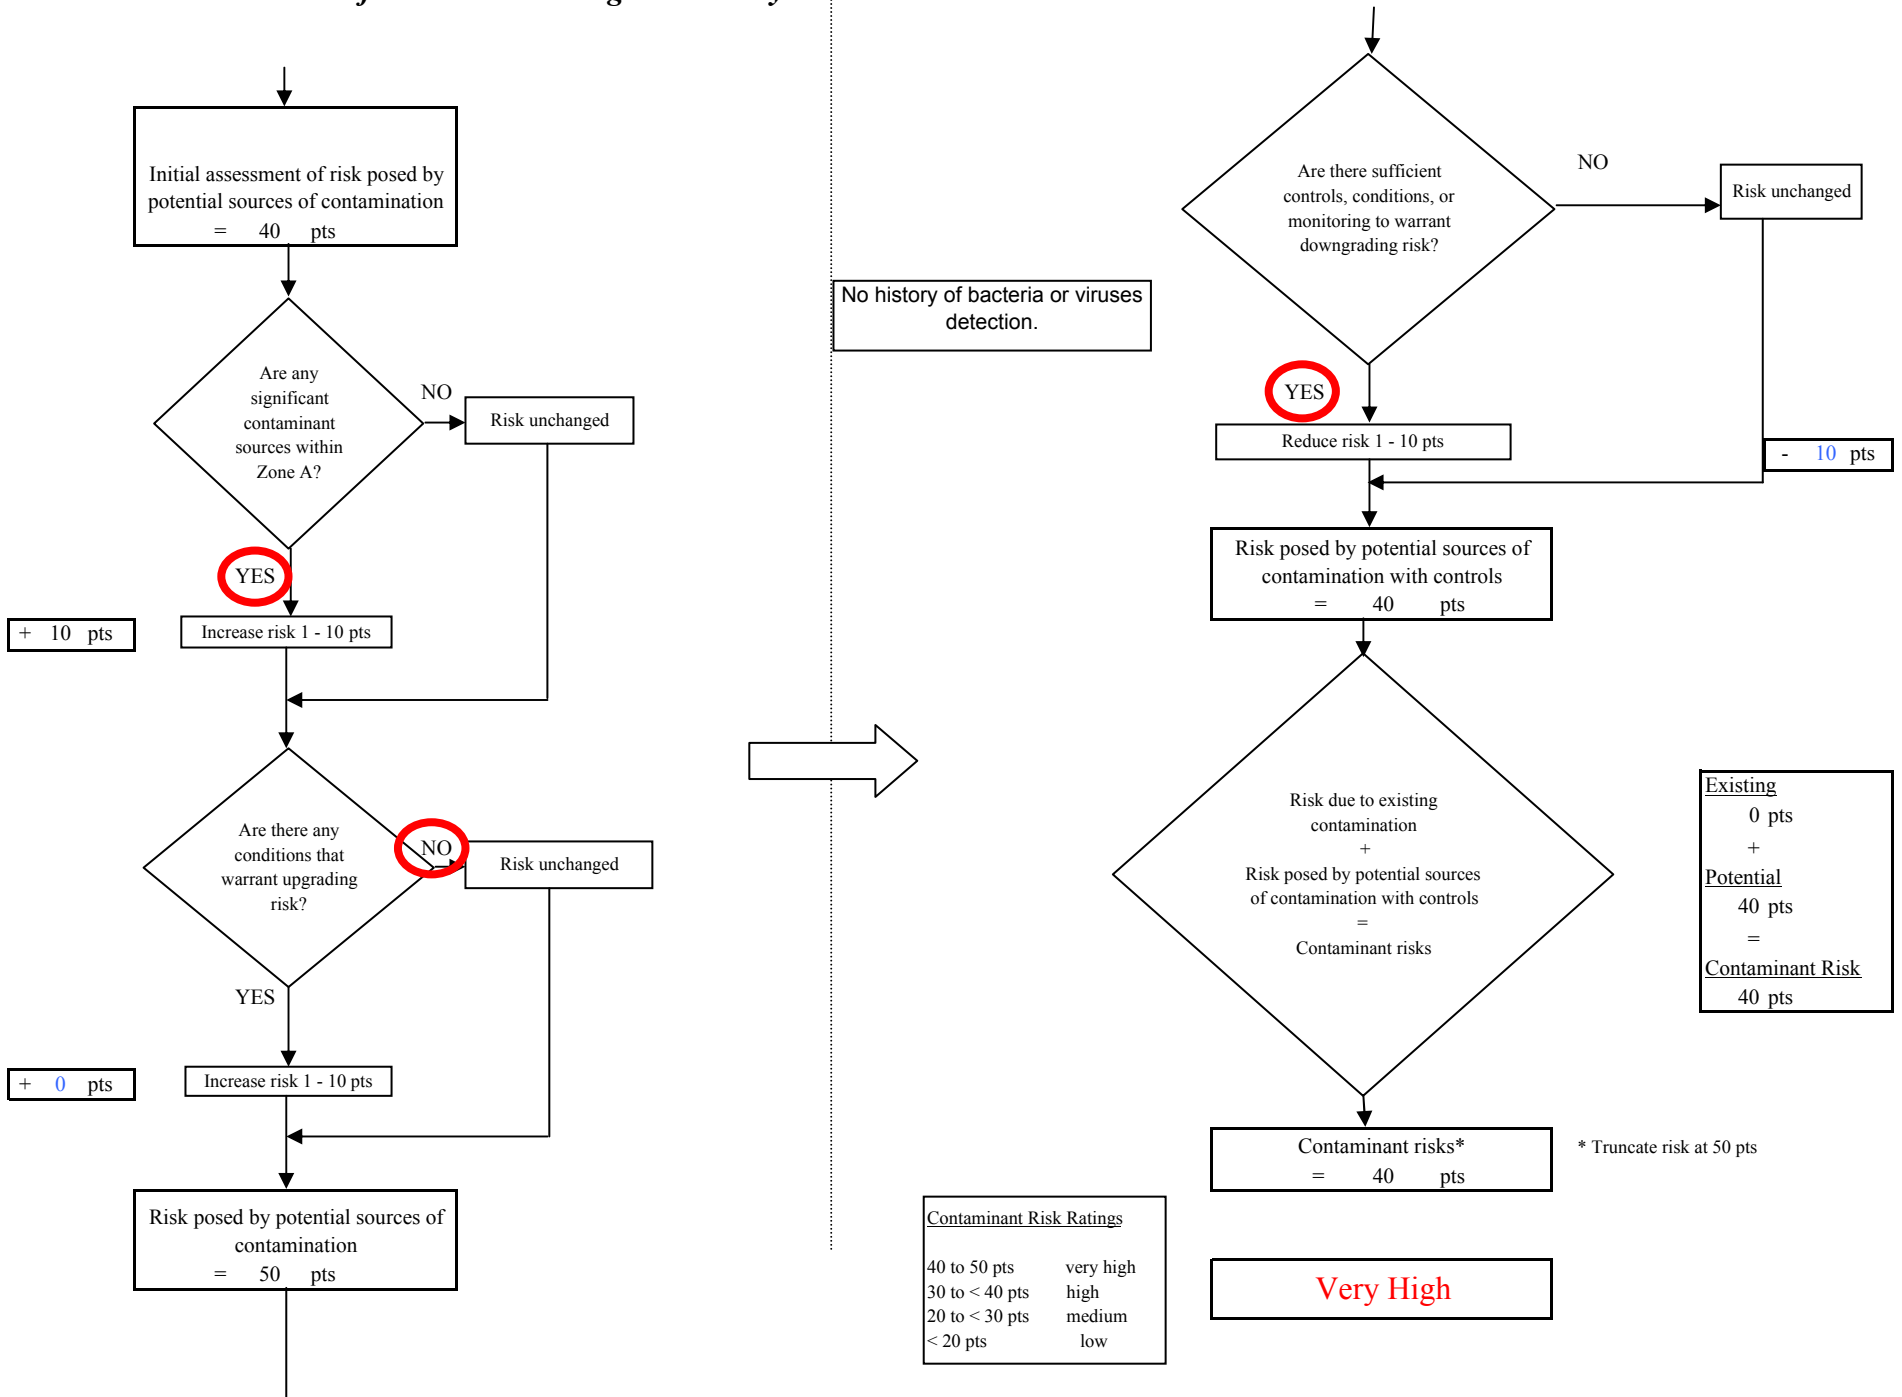 Initial assessment of risk posed by
potential sources of contamination
= 40 pts
Are any
significant
contaminant
sources within
Zone A?
NO
Risk unchanged
YES
+ 10 pts
Increase risk 1 - 10 pts
Are there any
conditions that
warrant upgrading
risk?
NO
Risk unchanged
YES
+ 0 pts
Increase risk 1 - 10 pts
Risk posed by potential sources of
contamination
= 50 pts
Are there sufficient
controls, conditions, or
monitoring to warrant
downgrading risk?
NO
Risk unchanged
No history of bacteria or viruses
detection.
YES
Reduce risk 1 - 10 pts
- 10 pts
Risk posed by potential sources of
contamination with controls
= 40 pts
Risk due to existing
contamination
+
Risk posed by potential sources
of contamination with controls
=
Contaminant risks
Existing
0 pts
+
Potential
40 pts
=
Contaminant Risk
40 pts
Contaminant risks*
= 40 pts
* Truncate risk at 50 pts
Contaminant Risk Ratings
40 to 50 pts very high
30 to < 40 pts high
20 to < 30 pts medium
< 20 pts low
Very High